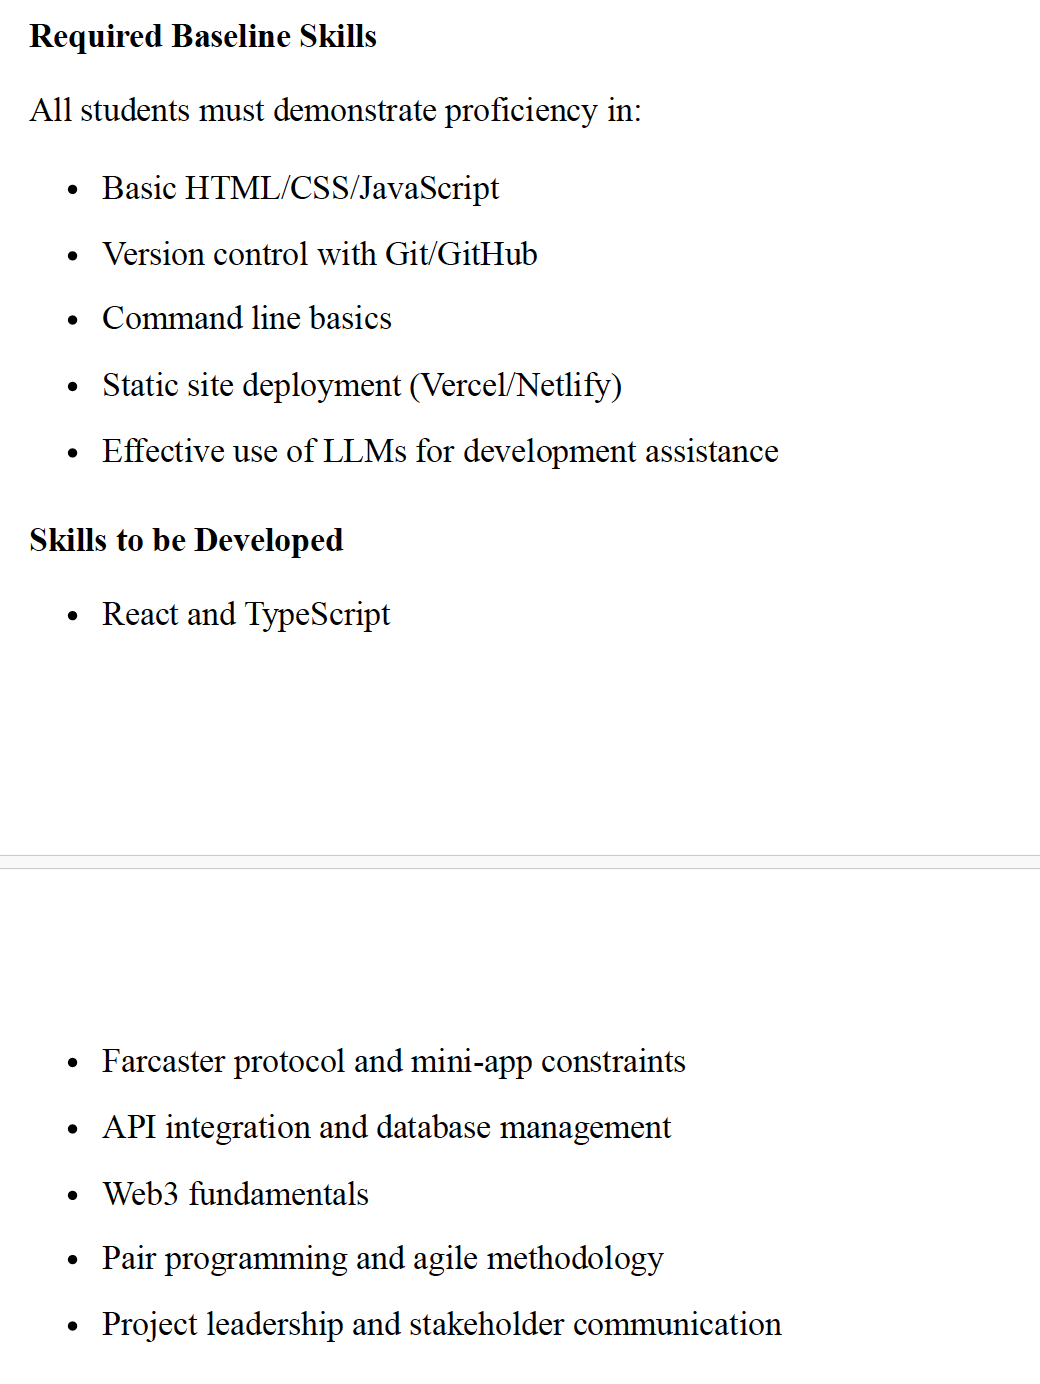 Required Baseline Skills
All students must demonstrate proficiency in:
• Basic HTML/CSS/JavaScript
• Version control with Git/GitHub
• Command line basics
• Static site deployment (Vercel/Netlify)
• Effective use of LLMs for development assistance
Skills to be Developed
• React and TypeScript
• Farcaster protocol and mini-app constraints
• API integration and database management
• Web3 fundamentals
• Pair programming and agile methodology
• Project leadership and stakeholder communication